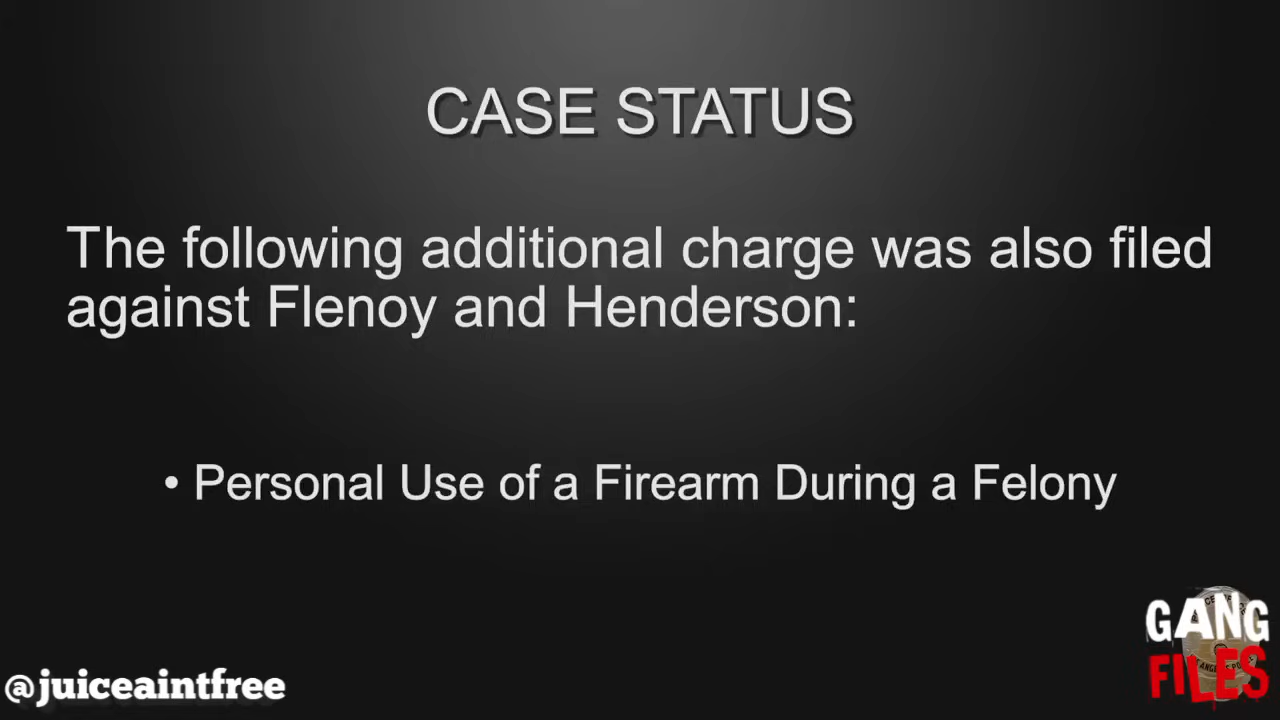 CASE STATUS
The following additional charge was also filed
against Flenoy and Henderson:
• Personal Use of a Firearm During a Felony
GANG
FILES
@juiceaintfree